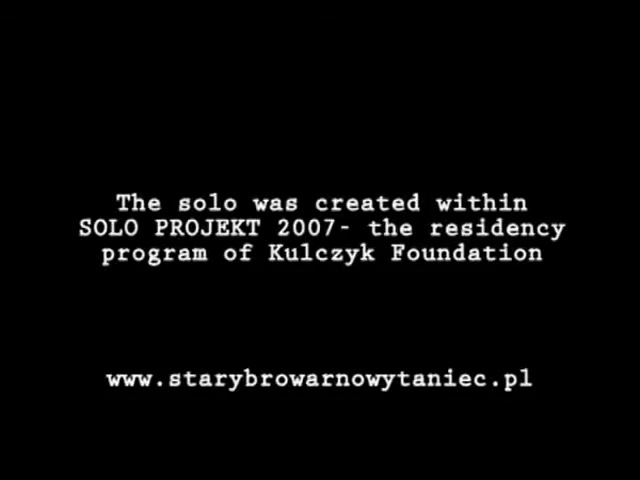 The solo was created within
SOLO PROJEKT 2007- the residency
program of Kulczyk Foundation
www.starybrowarnowytaniec.pl